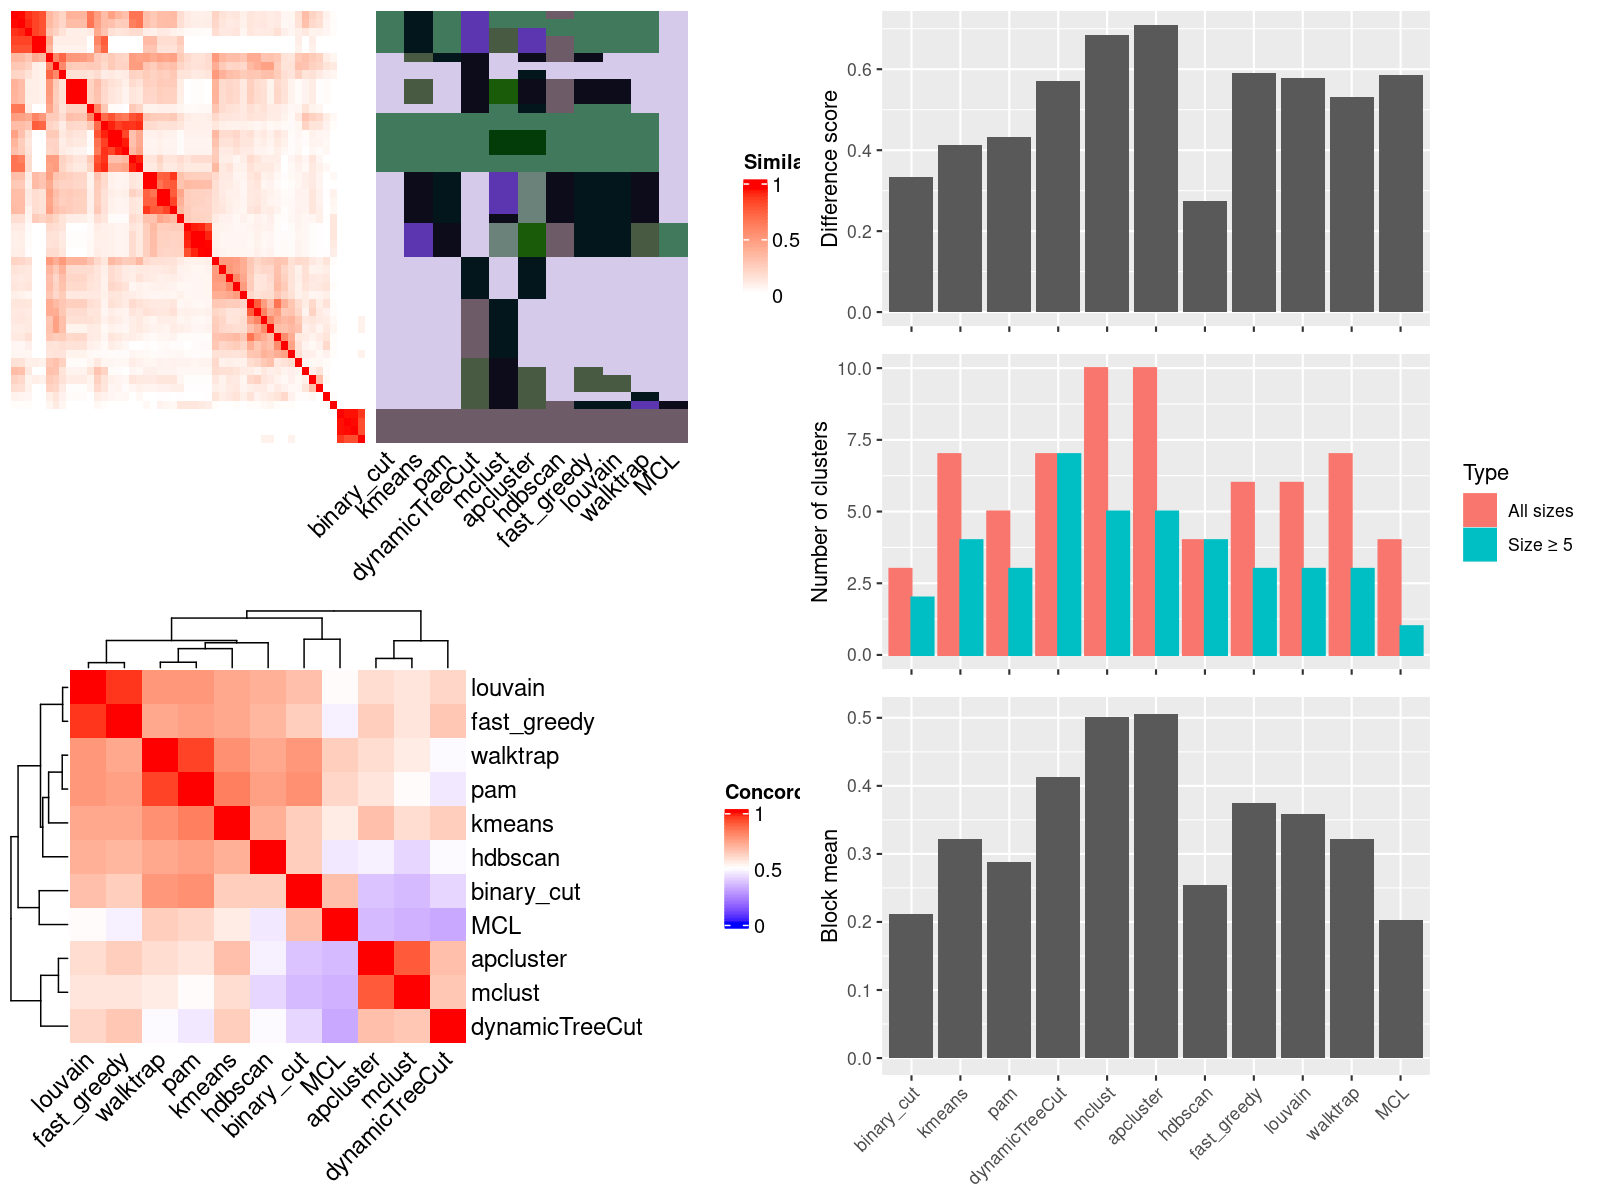 Simila
1
0.5
0
binary_cut
kmeans
pam
dynamicTreeCut
mclust
apcluster
hdbscan
fast_greedy
louvain
walktrap
MCL
louvain
fast_greedy
walktrap
pam
kmeans
hdbscan
binary_cut
MCL
apcluster
mclust
dynamicTreeCut
louvain
fast_greedy
walktrap
pam
kmeans
hdbscan
binary_cut
MCL
apcluster
mclust
dynamicTreeCut
Concord
1
0.5
0
Difference score
0.6
0.4
0.2
0.0
Number of clusters
10.0
7.5
5.0
2.5
0.0
Type
All sizes
Size ≥ 5
Block mean
0.5
0.4
0.3
0.2
0.1
0.0
binary_cut
kmeans
pam
dynamicTreeCut
mclust
apcluster
hdbscan
fast_greedy
louvain
walktrap
MCL